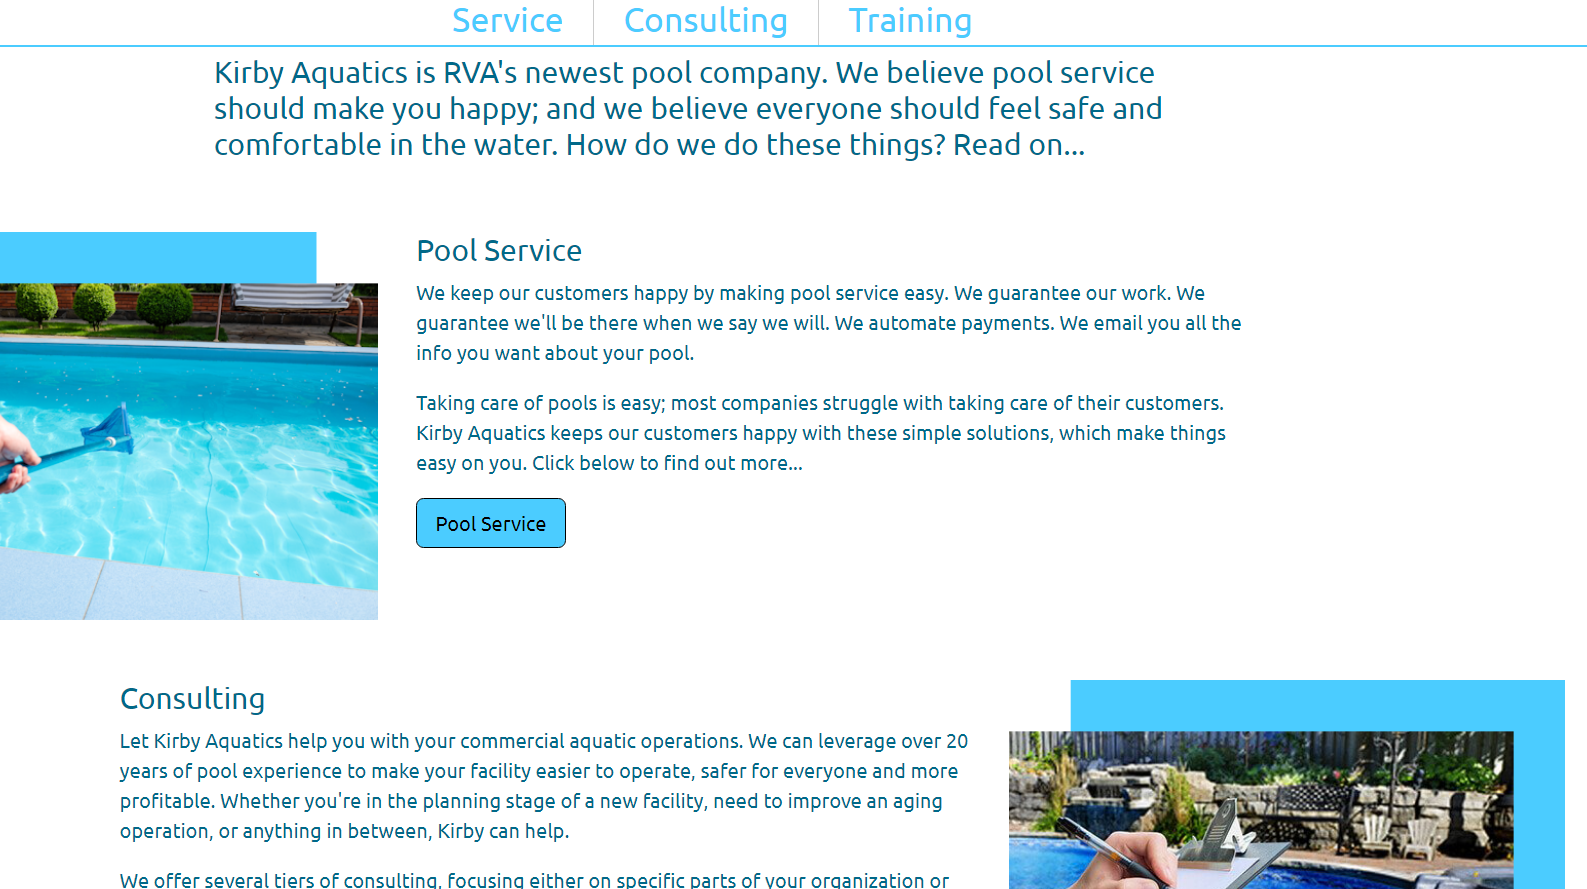 Service
Consulting
Training
Kirby Aquatics is RVA's newest pool company. We believe pool service
should make you happy; and we believe everyone should feel safe and
comfortable in the water. How do we do these things? Read on...
Pool Service
We keep our customers happy by making pool service easy. We guarantee our work. We
guarantee we'll be there when we say we will. We automate payments. We email you all the
info you want about your pool.
Taking care of pools is easy; most companies struggle with taking care of their customers.
Kirby Aquatics keeps our customers happy with these simple solutions, which make things
easy on you. Click below to find out more...
Pool Service
Consulting
Let Kirby Aquatics help you with your commercial aquatic operations. We can leverage over 20
years of pool experience to make your facility easier to operate, safer for everyone and more
profitable. Whether you're in the planning stage of a new facility, need to improve an aging
operation, or anything in between, Kirby can help.
We offer several tiers of consulting, focusing either on specific parts of your organization or